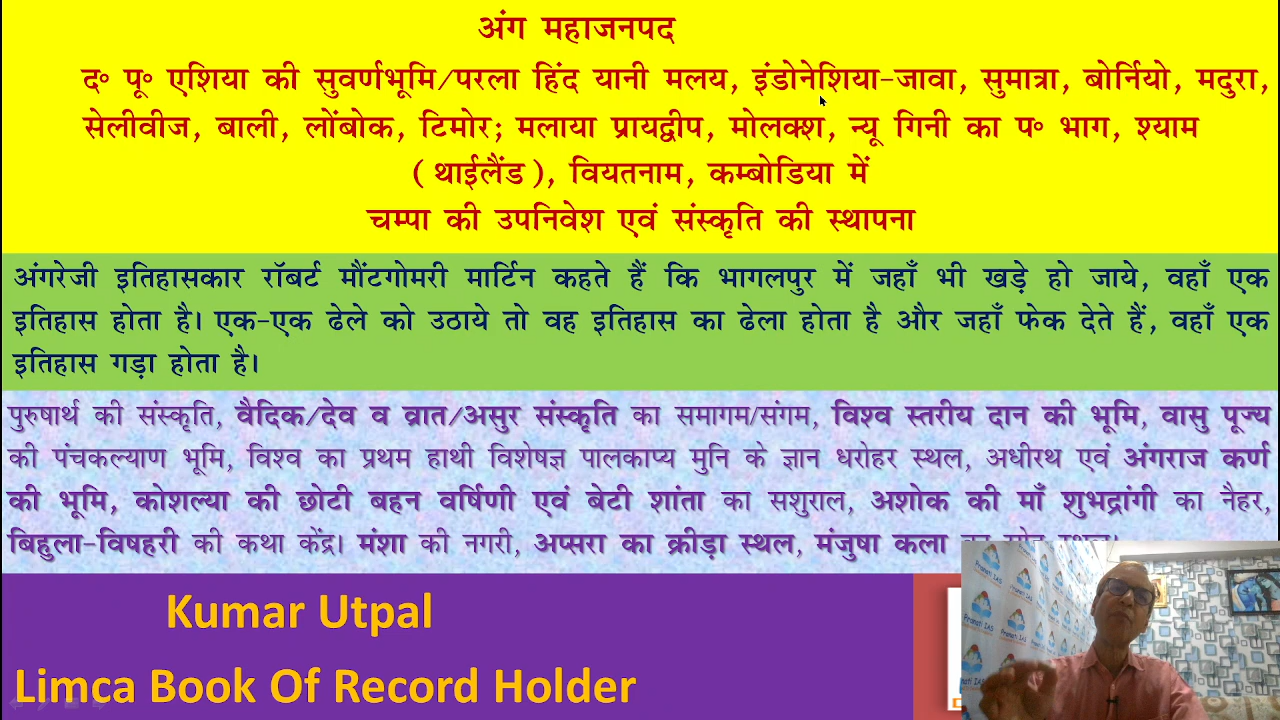 अंग महाजनपद
द॰ पू॰ एशिया की सुवर्णभूमि/परला हिंद यानी मलय, इंडोनेशिया-जावा, सुमात्रा, बोर्नियो, मदुरा,
सेलीवीज, बाली, लोंबोक, टिमोर; मलाया प्रायद्वीप, मोलक्श, न्यू गिनी का प॰ भाग, श्याम
(थाईलैंड), वियतनाम, कम्बोडिया में
चम्पा की उपनिवेश एवं संस्कृति की स्थापना
अंगरेजी इतिहासकार रॉबर्ट मौंटगोमरी मार्टिन कहते हैं कि भागलपुर में जहाँ भी खड़े हो जाये, वहाँ एक
इतिहास होता है। एक-एक ढेले को उठाये तो वह इतिहास का ढेला होता है और जहाँ फेक देते हैं, वहाँ एक
इतिहास गड़ा होता है।
पुरुषार्थ की संस्कृति, वैदिक/देव व व्रात/असुर संस्कृति का समागम/संगम, विश्व स्तरीय दान की भूमि, वासु पूज्य
की पंचकल्याण भूमि, विश्व का प्रथम हाथी विशेषज्ञ पालकाप्य मुनि के ज्ञान धरोहर स्थल, अधीरथ एवं अंगराज कर्ण
की भूमि, कोशल्या की छोटी बहन वर्षिणी एवं बेटी शांता का ससुराल, अशोक की माँ शुभद्रांगी का नैहर,
बिहुला-विषहरी की कथा केंद्र। मंशा की नगरी, अप्सरा का क्रीड़ा स्थल, मंजुषा कला
Kumar Utpal
Limca Book Of Record Holder
Pranati IAS
Pranati IAS